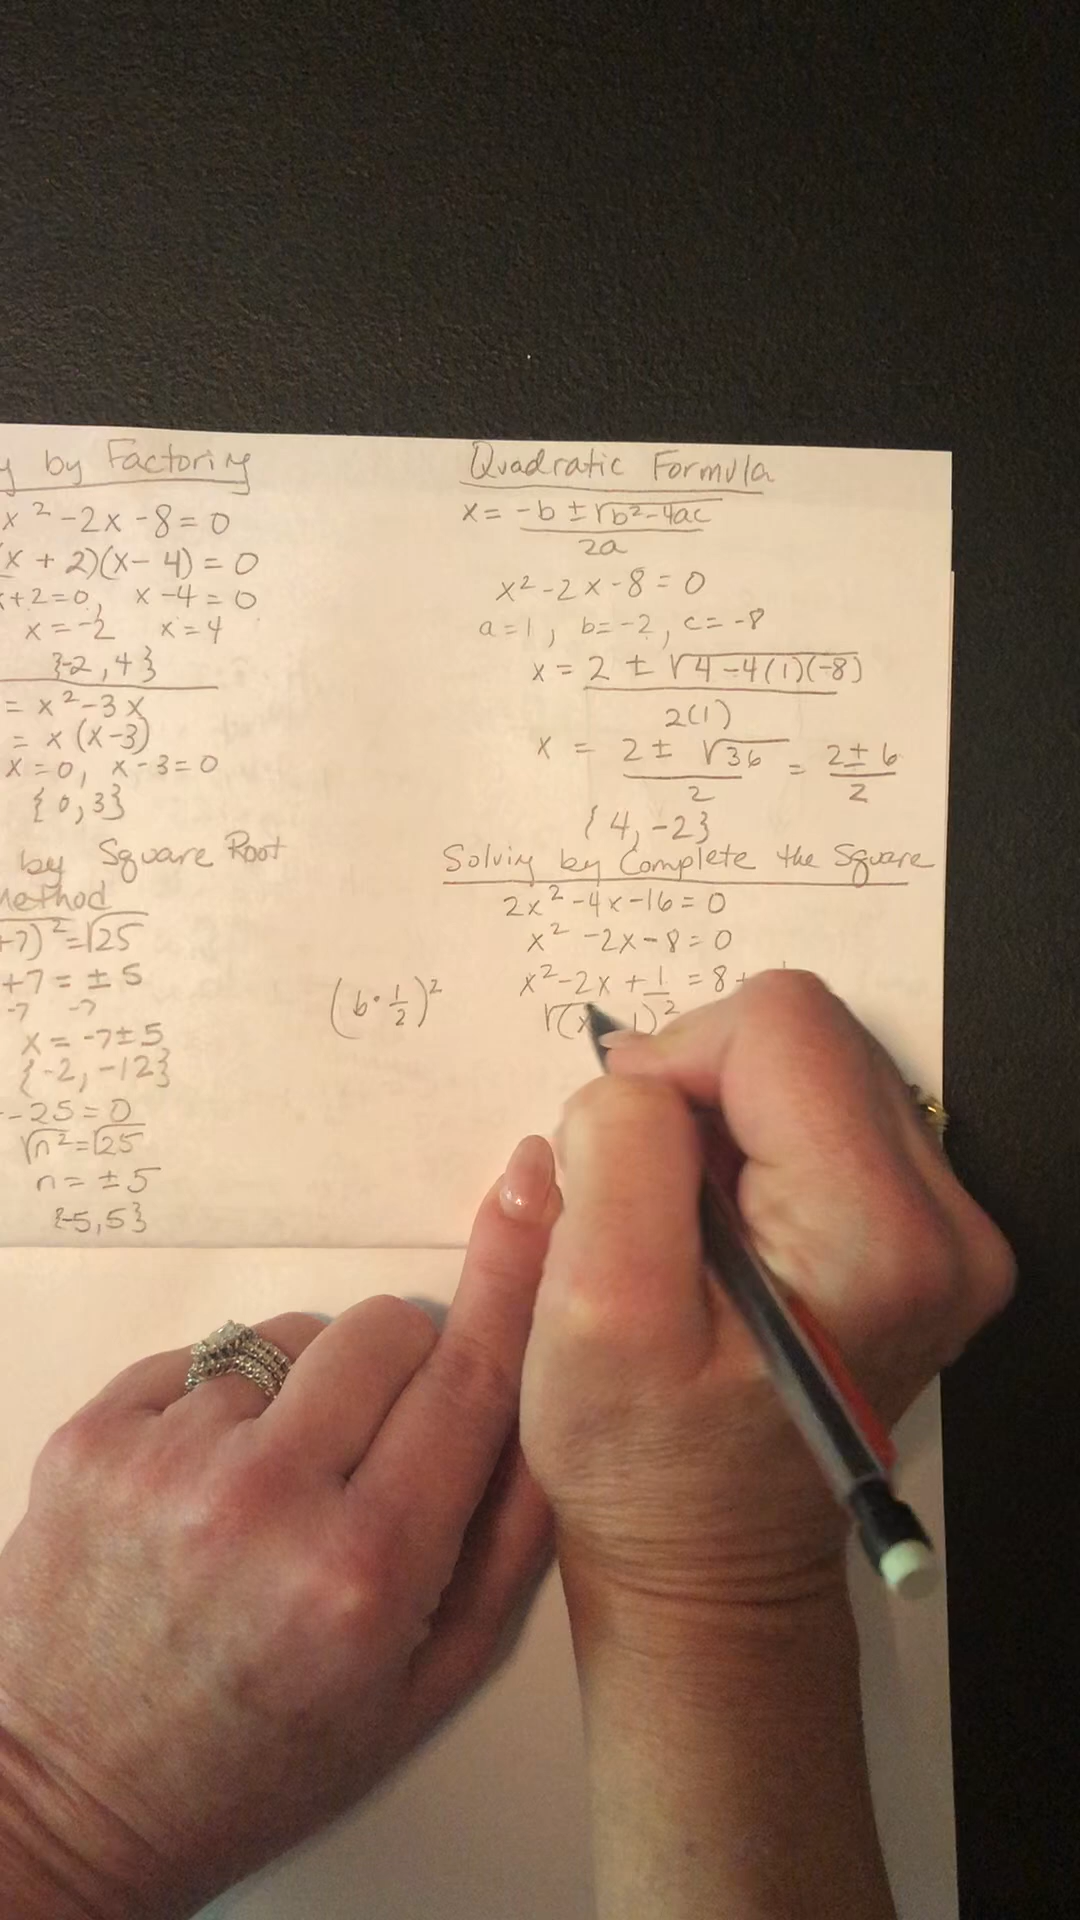 by Factoring
x² -2x -8 = 0
(x + 2)(x - 4) = 0
x+2=0, x-4=0
x=-2 x=4
{-2,4}
= x²-3x
= x(x-3)
x=0, x-3=0
{0,3}
by Square Root
Method
+7)²=√25
+7 = ±5
-7 -7
x = -7±5
{-2, -12}
-25=0
√n²=√25
n= ±5
{-5,5}
Quadratic Formula
x = (-b ± √b²-4ac)/2a
x²-2x-8=0
a=1, b=-2, c=-8
x = (2 ± √4-4(1)(-8))/2(1)
x = (2± √36)/2 = (2±6)/2
{4,-2}
Solviy by Complete the Square
2x²-4x-16=0
x²-2x-8=0
x²-2x+1=8+
(b·1/2)²
√(x 1)²